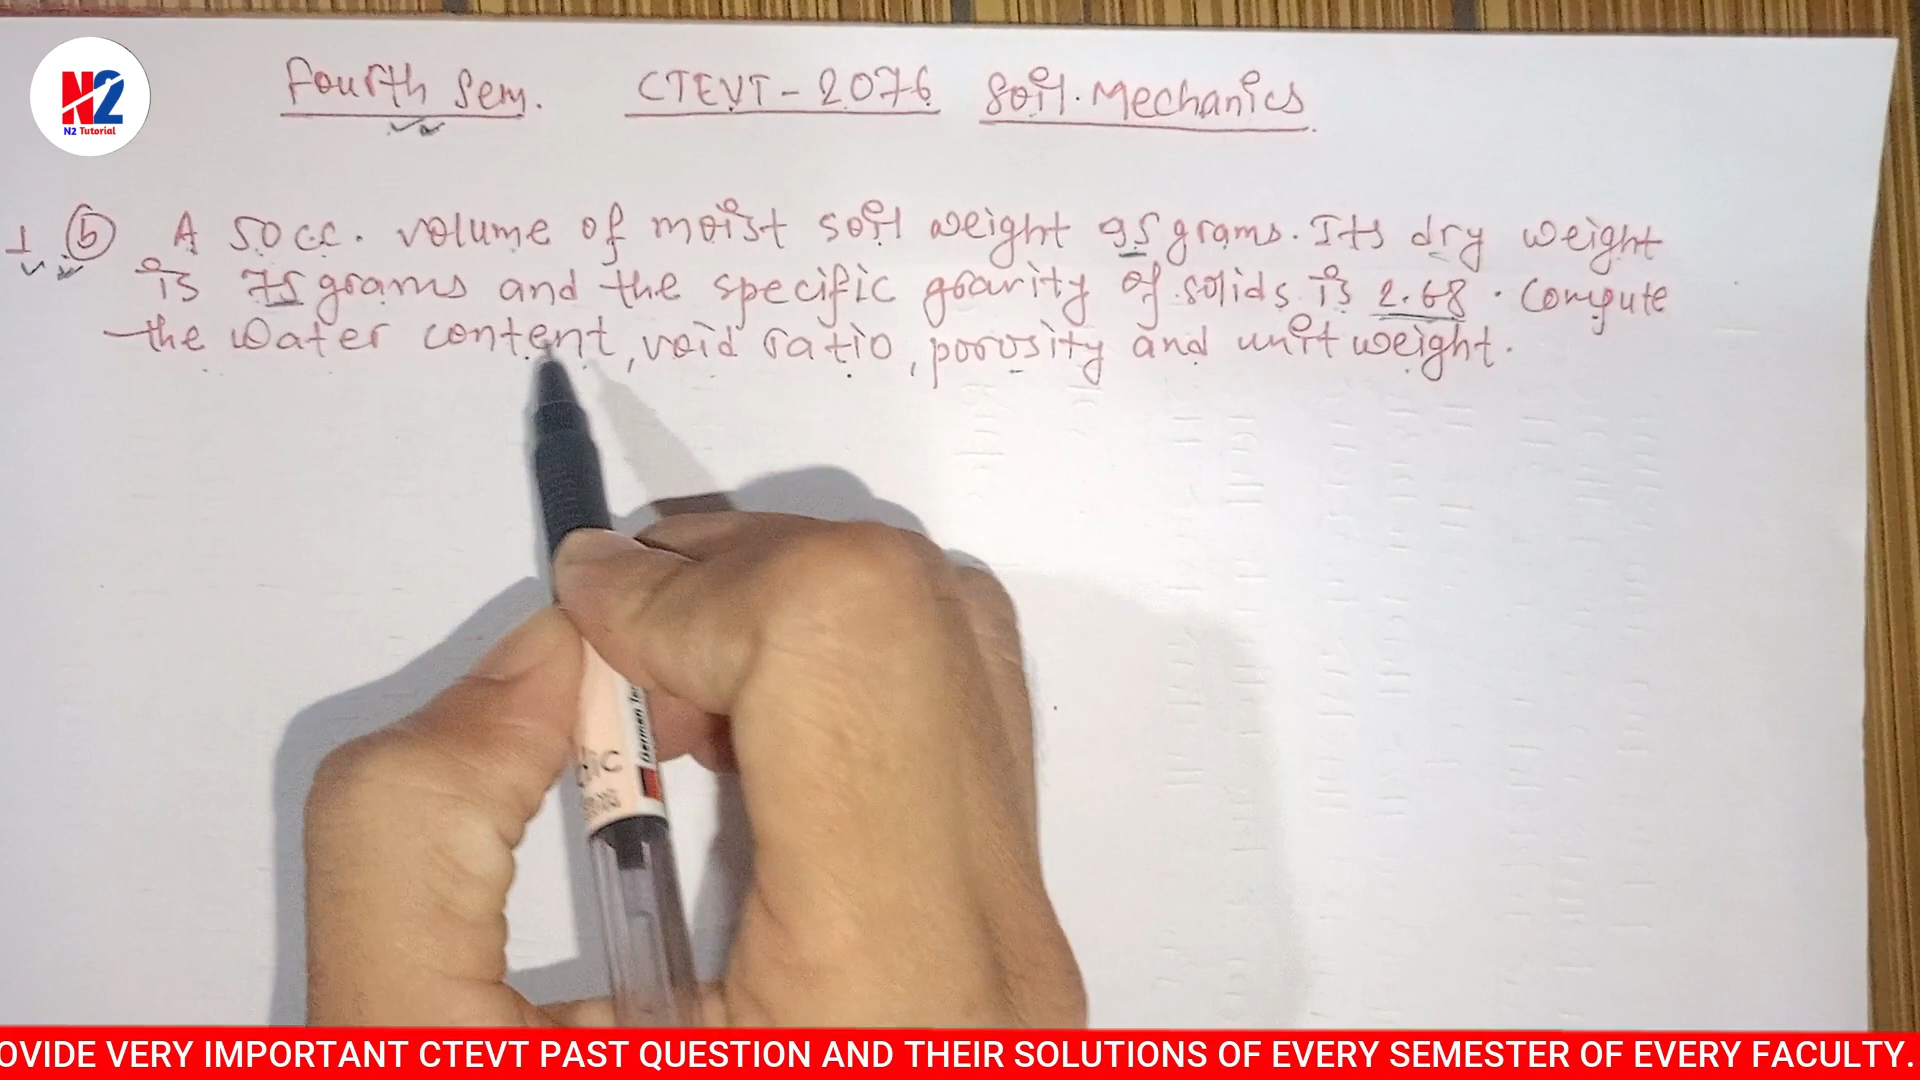 N2
N2 Tutorial
Fourth Sem. CTEVT - 2076 Soil. Mechanics
1. (b) A 50 cc. volume of moist soil weight 95 grams. Its dry weight
is 75 grams and the specific gravity of solids is 2.68. Compute
the water content, void ratio, porosity and unit weight.
German Te
OVIDE VERY IMPORTANT CTEVT PAST QUESTION AND THEIR SOLUTIONS OF EVERY SEMESTER OF EVERY FACULTY.